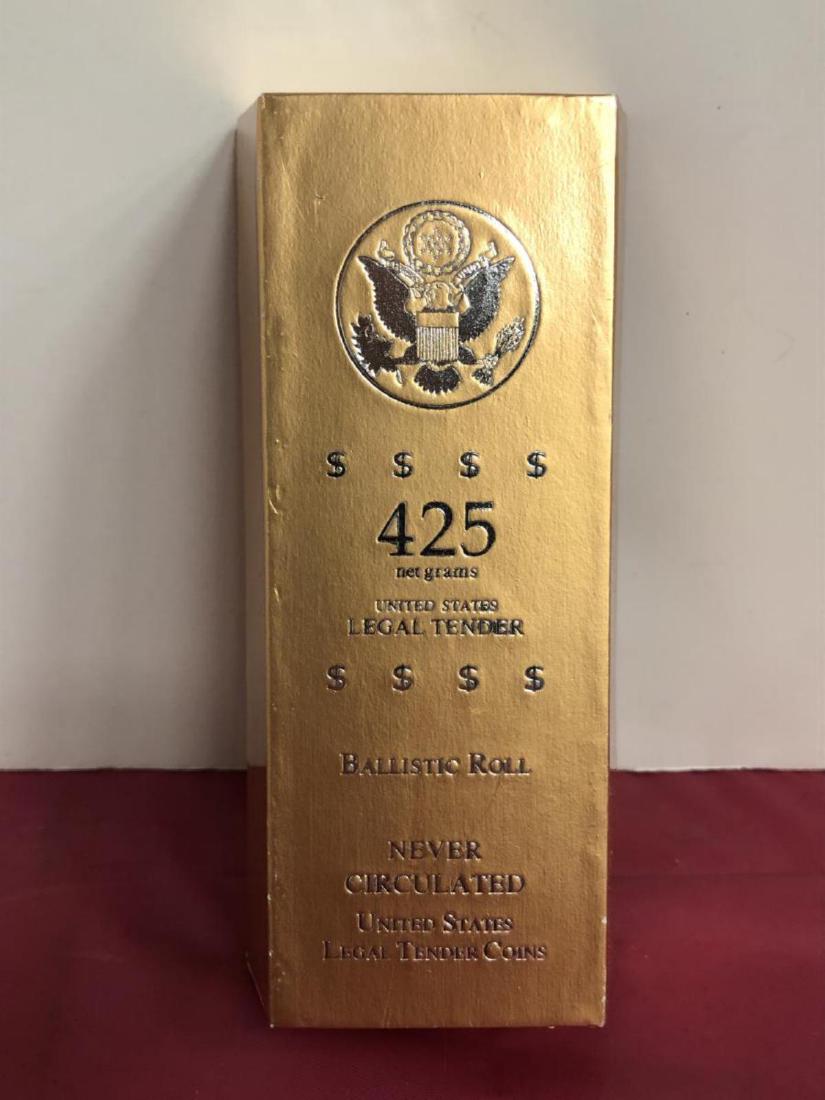 $ $ $ $
425
net grams
UNITED STATES
LEGAL TENDER
$ $ $ $
BALLISTIC ROLL
NEVER
CIRCULATED
UNITED STATES
LEGAL TENDER COINS